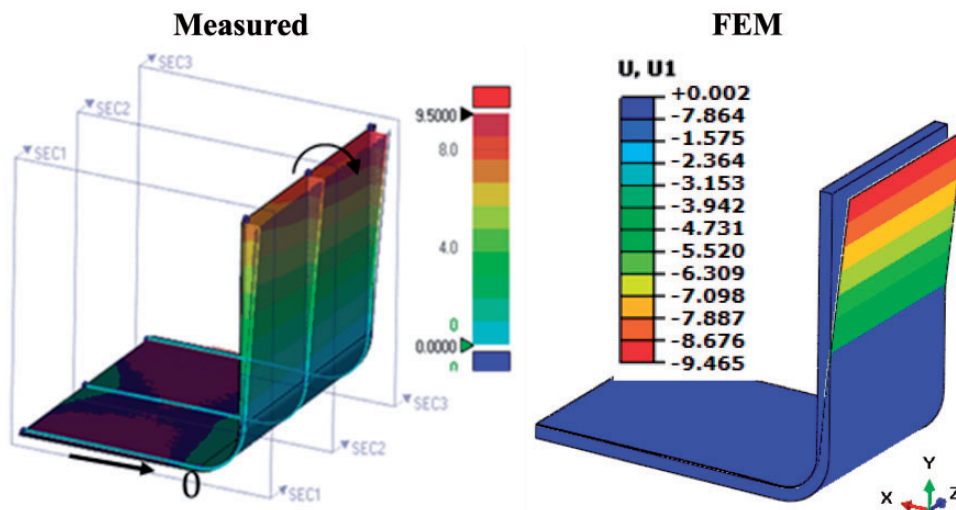 Measured
FEM
SEC3
SEC2
SEC1
9.5000
8.0
4.0
0
0.0000
n
SEC3
SEC2
SEC1
0
U, U1
+0.002
-7.864
-1.575
-2.364
-3.153
-3.942
-4.731
-5.520
-6.309
-7.098
-7.887
-8.676
-9.465
Y
X
Z